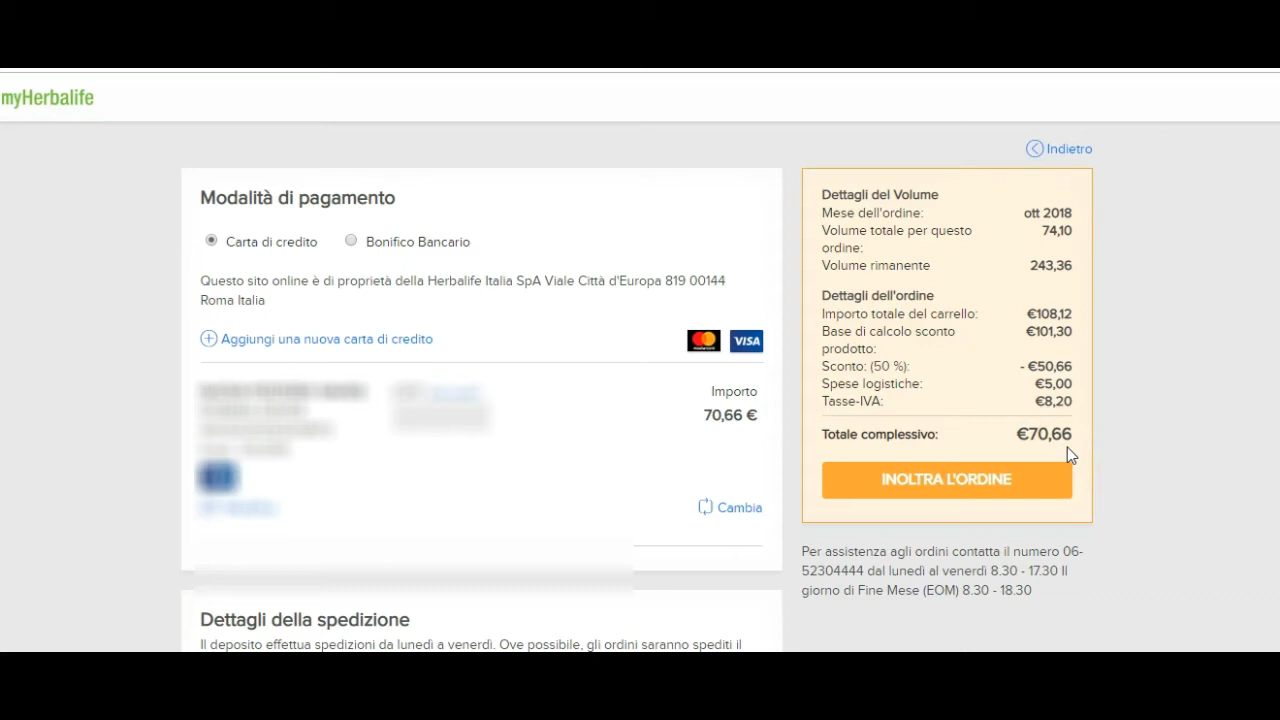 myHerbalife
Indietro
Modalità di pagamento
Carta di credito
Bonifico Bancario
Questo sito online è di proprietà della Herbalife Italia SpA Viale Città d'Europa 819 00144
Roma Italia
Aggiungi una nuova carta di credito
mastercard VISA
Importo
70,66 €
Cambia
Dettagli della spedizione
Il deposito effettua spedizioni da lunedì a venerdì. Ove possibile, gli ordini saranno spediti il
Dettagli del Volume
Mese dell'ordine: ott 2018
Volume totale per questo 74,10
ordine:
Volume rimanente 243,36
Dettagli dell'ordine
Importo totale del carrello: €108,12
Base di calcolo sconto €101,30
prodotto:
Sconto: (50 %) - €50,66
Spese logistiche: €5,00
Tasse-IVA: €8,20
Totale complessivo: €70,66
INOLTRA L'ORDINE
Per assistenza agli ordini contatta il numero 06-
52304444 dal lunedì al venerdì 8.30 - 17.30 Il
giorno di Fine Mese (EOM) 8.30 - 18.30